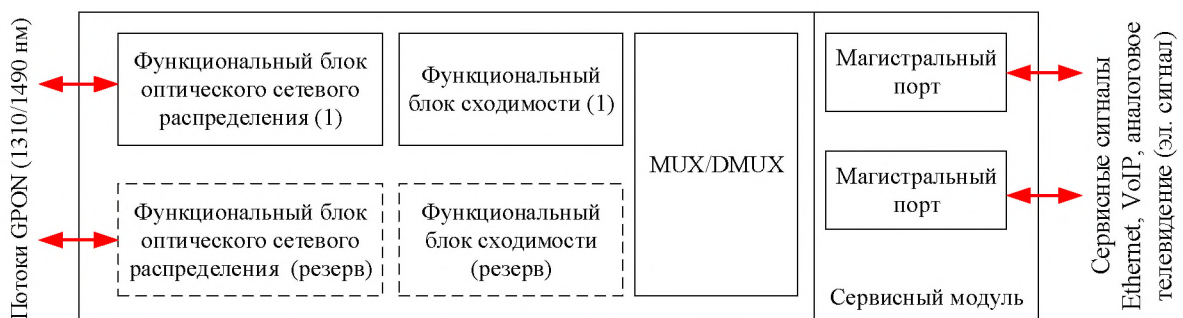 Потоки GPON (1310/1490 нм)
Функциональный блок
оптического сетевого
распределения (1)
Функциональный
блок сходимости (1)
Функциональный блок
оптического сетевого
распределения (резерв)
Функциональный
блок сходимости
(резерв)
MUX/DMUX
Магистральный
порт
Магистральный
порт
Сервисный модуль
Сервисные сигналы
Ethernet, VoIP, аналоговое
телевидение (эл. сигнал)